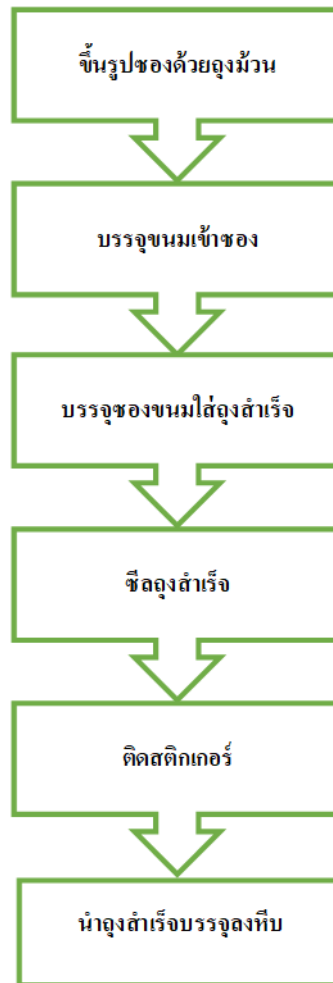 ขึ้นรูปซองด้วยถุงม้วน
บรรจุขนมเข้าซอง
บรรจุซองขนมใส่ถุงสำเร็จ
ซีลถุงสำเร็จ
ติดสติกเกอร์
นำถุงสำเร็จบรรจุลงหีบ